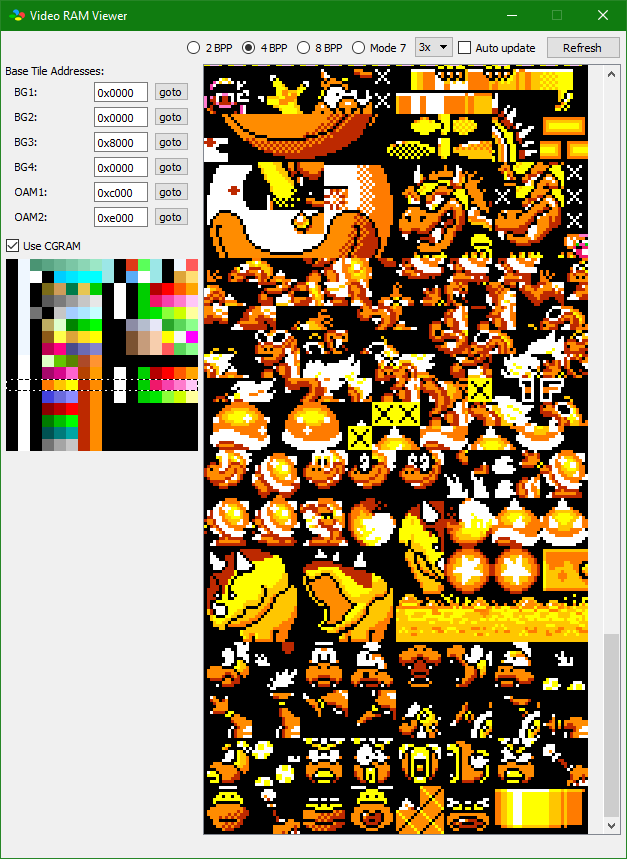 Video RAM Viewer
2 BPP 4 BPP 8 BPP Mode 7 3x Auto update Refresh
Base Tile Addresses:
BG1: 0x0000 goto
BG2: 0x0000 goto
BG3: 0x8000 goto
BG4: 0x0000 goto
OAM1: 0xc000 goto
OAM2: 0xe000 goto
Use CGRAM